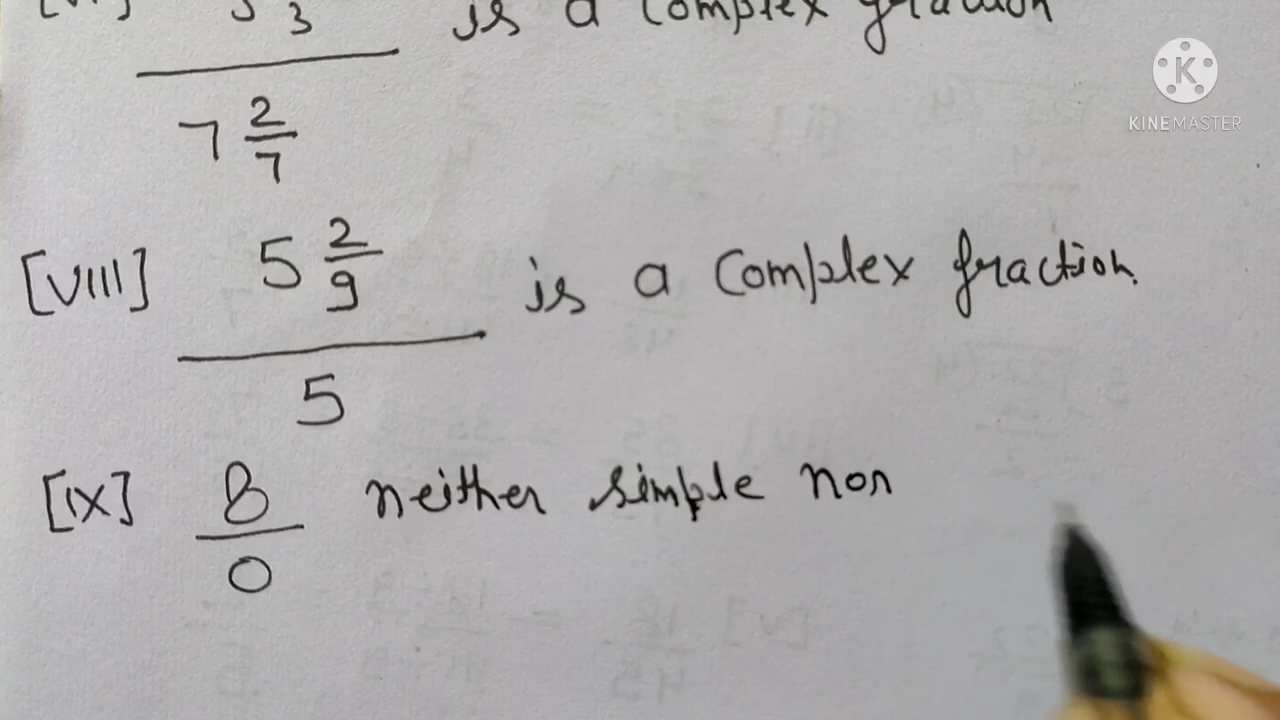 3 is a complex fraction
7 2/7
[VIII] 5 2/9 is a complex fraction.
5
[IX] 8 neither simple nor
0
KINEMASTER